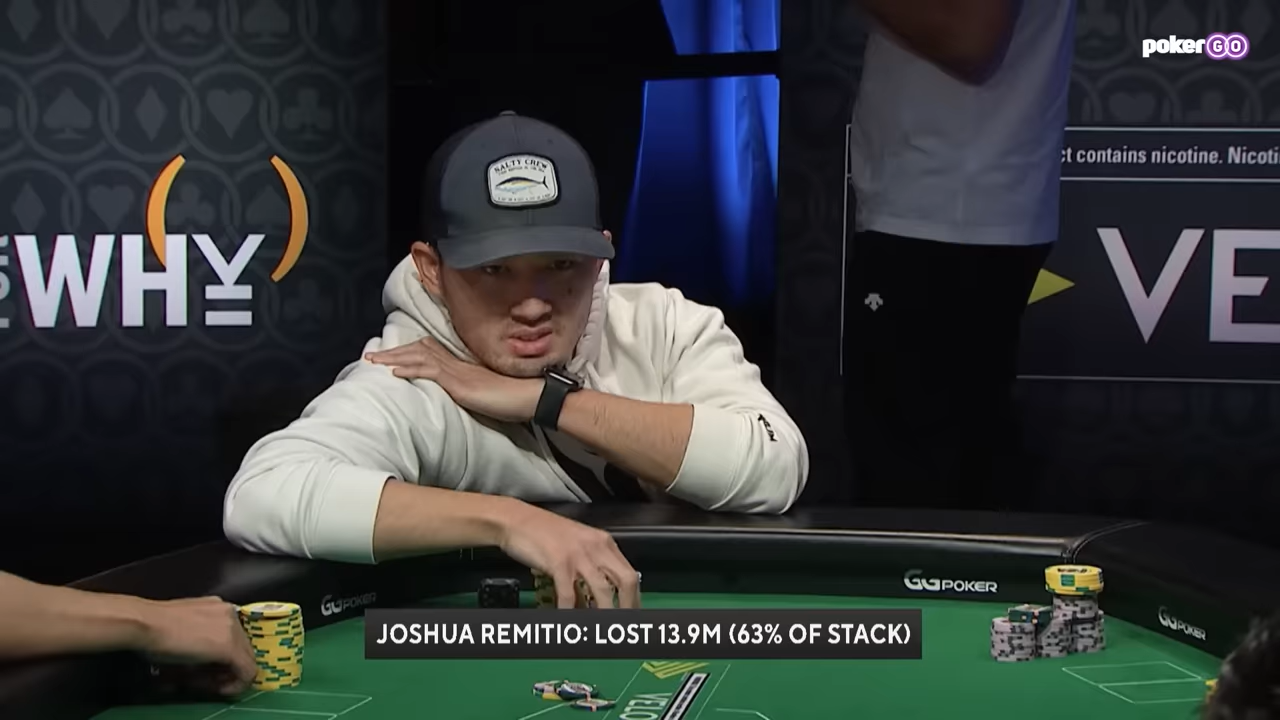 pokerGO
SALTY CREW
ct contains nicotine. Nicoti
WHY
VE
GGPOKER
GGPOKER
GGPOKER
JOSHUA REMITIO: LOST 13.9M (63% OF STACK)
VELO